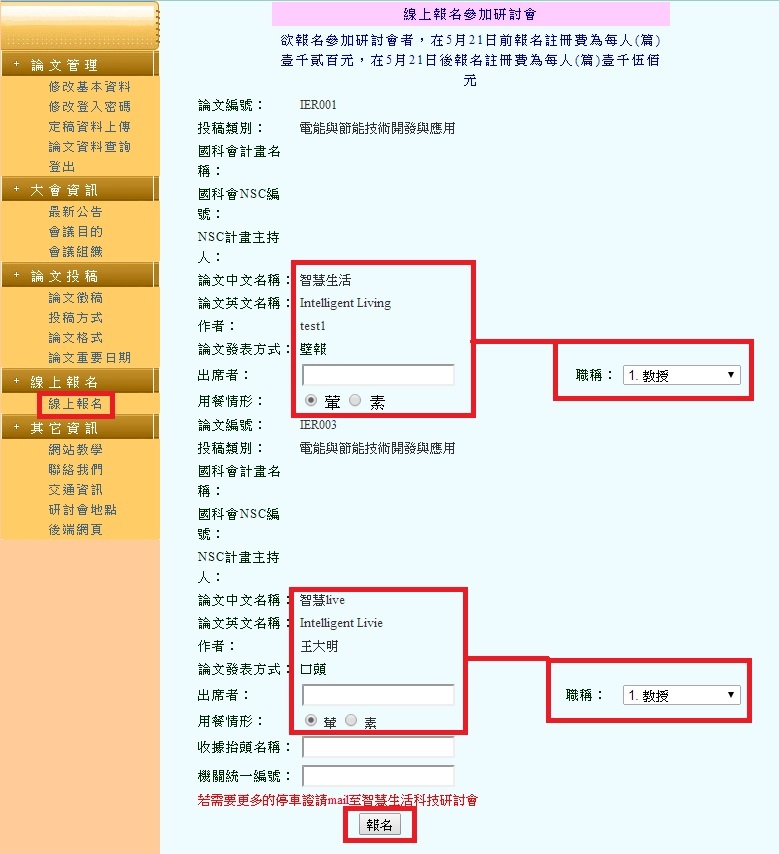 + 論文管理
修改基本資料
修改登入密碼
定稿資料上傳
論文資料查詢
登出
+ 大會資訊
最新公告
會議目的
會議組織
+ 論文投稿
論文徵稿
投稿方式
論文格式
論文重要日期
+ 線上報名
線上報名
+ 其它資訊
網站教學
聯絡我們
交通資訊
研討會地點
後端網頁
線上報名參加研討會
欲報名參加研討會者，在5月21日前報名註冊費為每人(篇)
壹千貳百元，在5月21日後報名註冊費為每人(篇)壹千伍佰
元
論文編號： IER001
投稿類別： 電能與節能技術開發與應用
國科會計畫名
稱：
國科會NSC編
號：
NSC計畫主持
人：
論文中文名稱： 智慧生活
論文英文名稱： Intelligent Living
作者： test1
論文發表方式： 壁報
出席者： 職稱： 1. 教授
用餐情形： 葷 素
論文編號： IER003
投稿類別： 電能與節能技術開發與應用
國科會計畫名
稱：
國科會NSC編
號：
NSC計畫主持
人：
論文中文名稱： 智慧live
論文英文名稱： Intelligent Livie
作者： 王大明
論文發表方式： 口頭
出席者： 職稱： 1. 教授
用餐情形： 葷 素
收據抬頭名稱：
機關統一編號：
若需要更多的停車證請mail至智慧生活科技研討會
報名